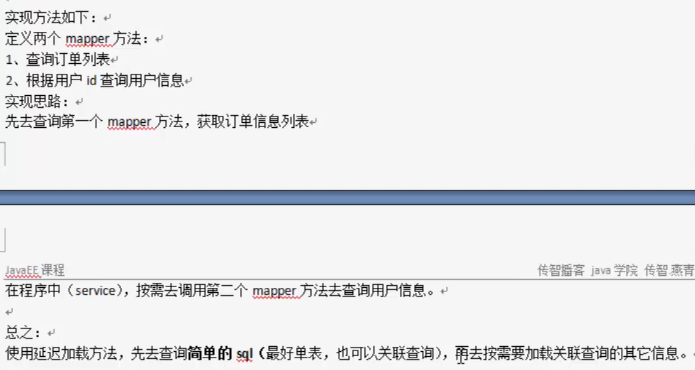 实现方法如下：
定义两个 mapper 方法：
1、查询订单列表
2、根据用户 id 查询用户信息
实现思路：
先去查询第一个 mapper 方法，获取订单信息列表
JavaEE 课程 传智播客 java 学院 传智.燕青
在程序中（service），按需去调用第二个 mapper 方法去查询用户信息。
总之：
使用延迟加载方法，先去查询简单的 sql（最好单表，也可以关联查询），再去按需要加载关联查询的其它信息。